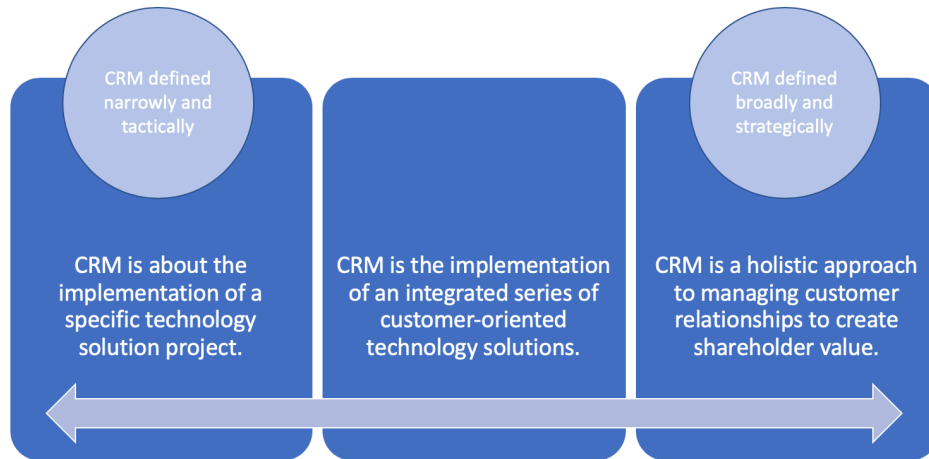 CRM defined
narrowly and
tactically
CRM is about the
implementation of a
specific technology
solution project.
CRM is the implementation
of an integrated series of
customer-oriented
technology solutions.
CRM defined
broadly and
strategically
CRM is a holistic approach
to managing customer
relationships to create
shareholder value.